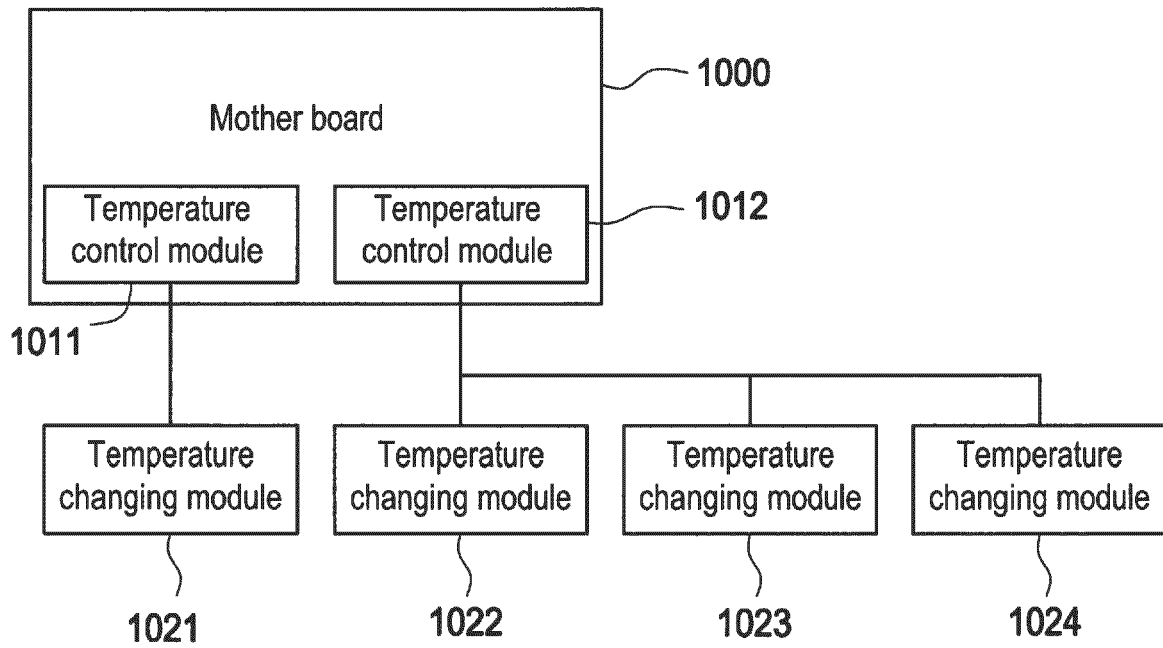 1000
Mother board
Temperature
control module
Temperature
control module
1012
1011
Temperature
changing module
Temperature
changing module
Temperature
changing module
Temperature
changing module
1021
1022
1023
1024